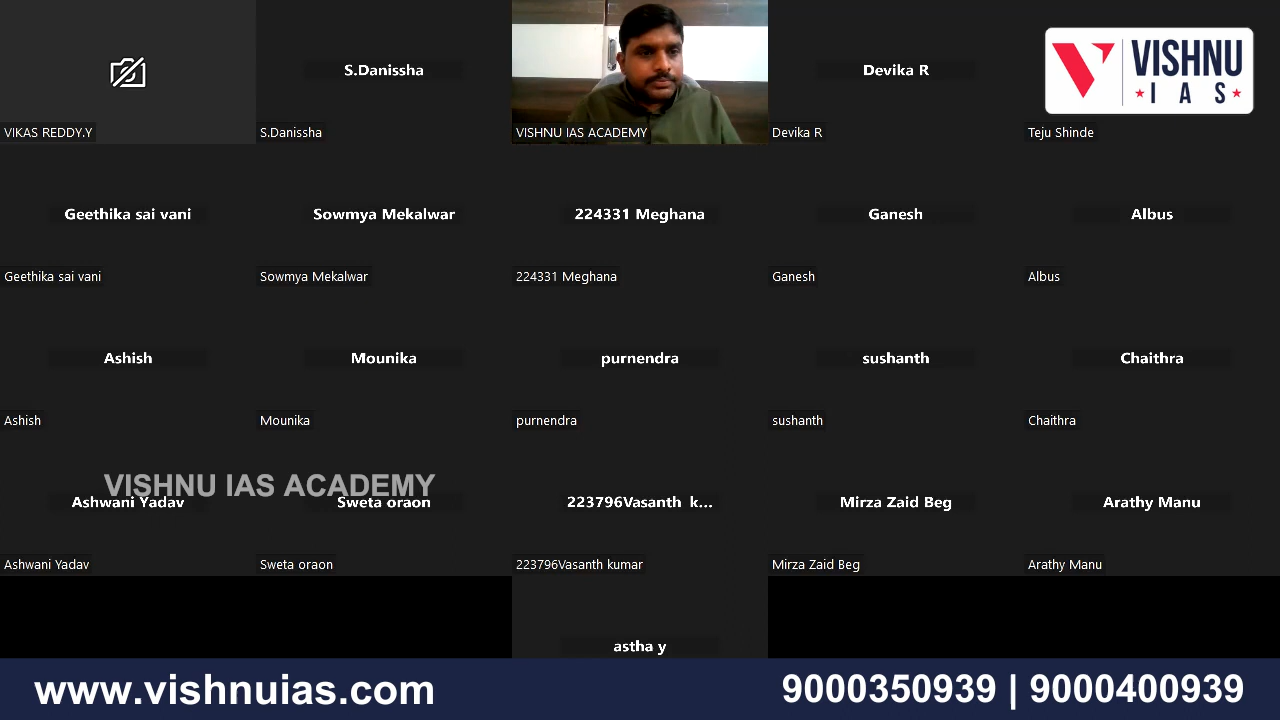 S.Danissha
Devika R
VISHNU
I A S
VIKAS REDDY.Y
S.Danissha
VISHNU IAS ACADEMY
Devika R
Teju Shinde
Geethika sai vani
Sowmya Mekalwar
224331 Meghana
Ganesh
Albus
Geethika sai vani
Sowmya Mekalwar
224331 Meghana
Ganesh
Albus
Ashish
Mounika
purnendra
sushanth
Chaithra
Ashish
Mounika
purnendra
sushanth
Chaithra
VISHNU IAS ACADEMY
Ashwani Yadav
Sweta oraon
223796Vasanth k...
Mirza Zaid Beg
Arathy Manu
Ashwani Yadav
Sweta oraon
223796Vasanth kumar
Mirza Zaid Beg
Arathy Manu
astha y
www.vishnuias.com
9000350939 | 9000400939